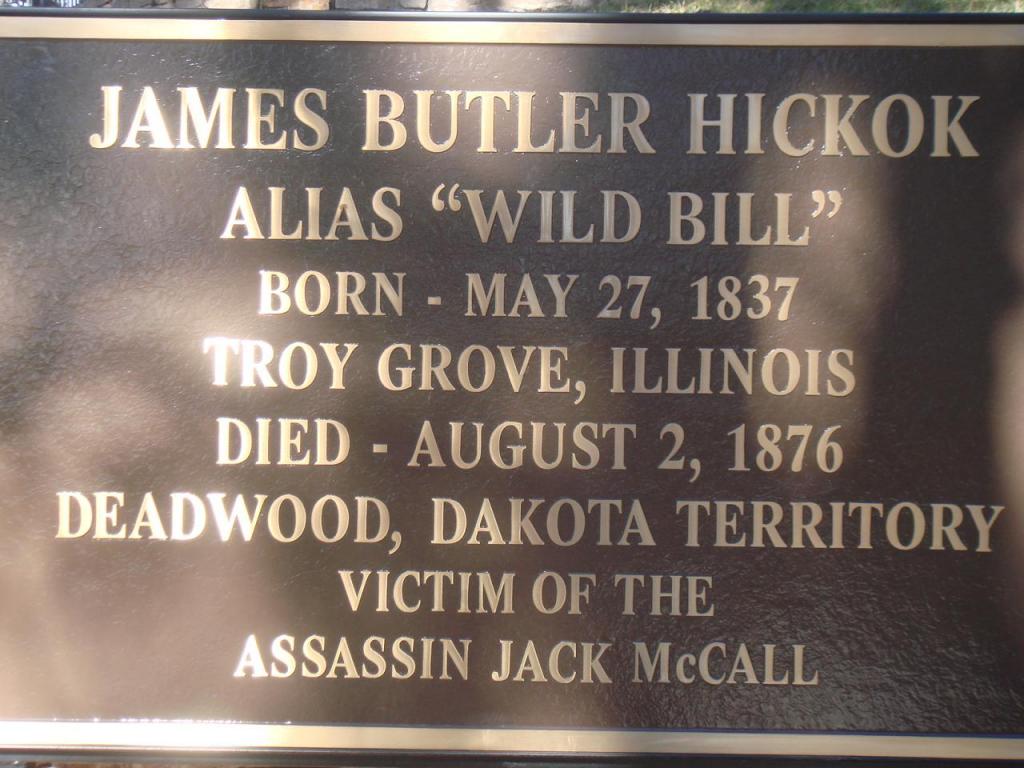 JAMES BUTLER HICKOK
ALIAS “WILD BILL”
BORN - MAY 27, 1837
TROY GROVE, ILLINOIS
DIED - AUGUST 2, 1876
DEADWOOD, DAKOTA TERRITORY
VICTIM OF THE
ASSASSIN JACK McCALL